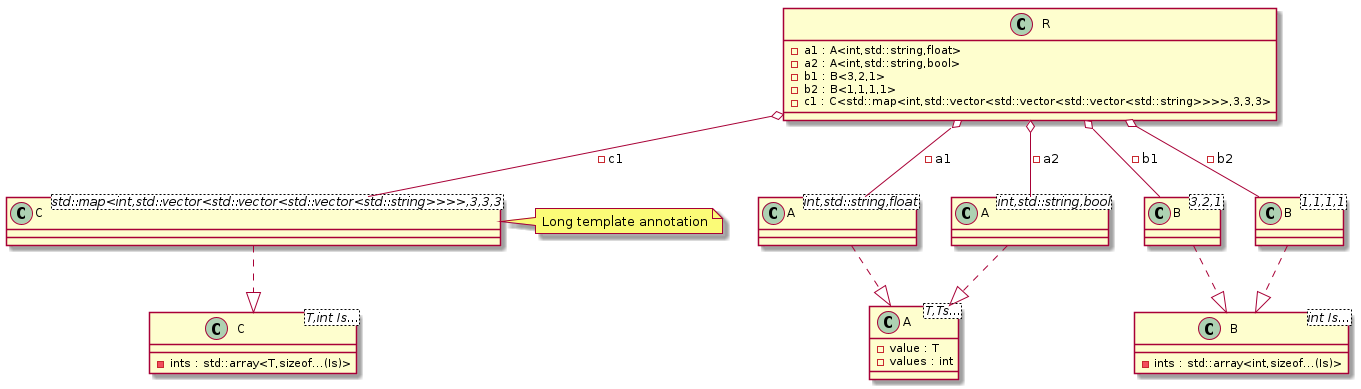 C R
a1 : A<int,std::string,float>
a2 : A<int,std::string,bool>
b1 : B<3,2,1>
b2 : B<1,1,1,1>
c1 : C<std::map<int,std::vector<std::vector<std::vector<std::string>>>>,3,3,3>
c1
a1
a2
b1
b2
C C std::map<int,std::vector<std::vector<std::vector<std::string>>>>,3,3,3
Long template annotation
C A int,std::string,float
C A int,std::string,bool
C B 3,2,1
C B 1,1,1,1
C C T,int Is...
ints : std::array<T,sizeof...(Is)>
C A T,Ts...
value : T
values : int
C B int Is...
ints : std::array<int,sizeof...(Is)>